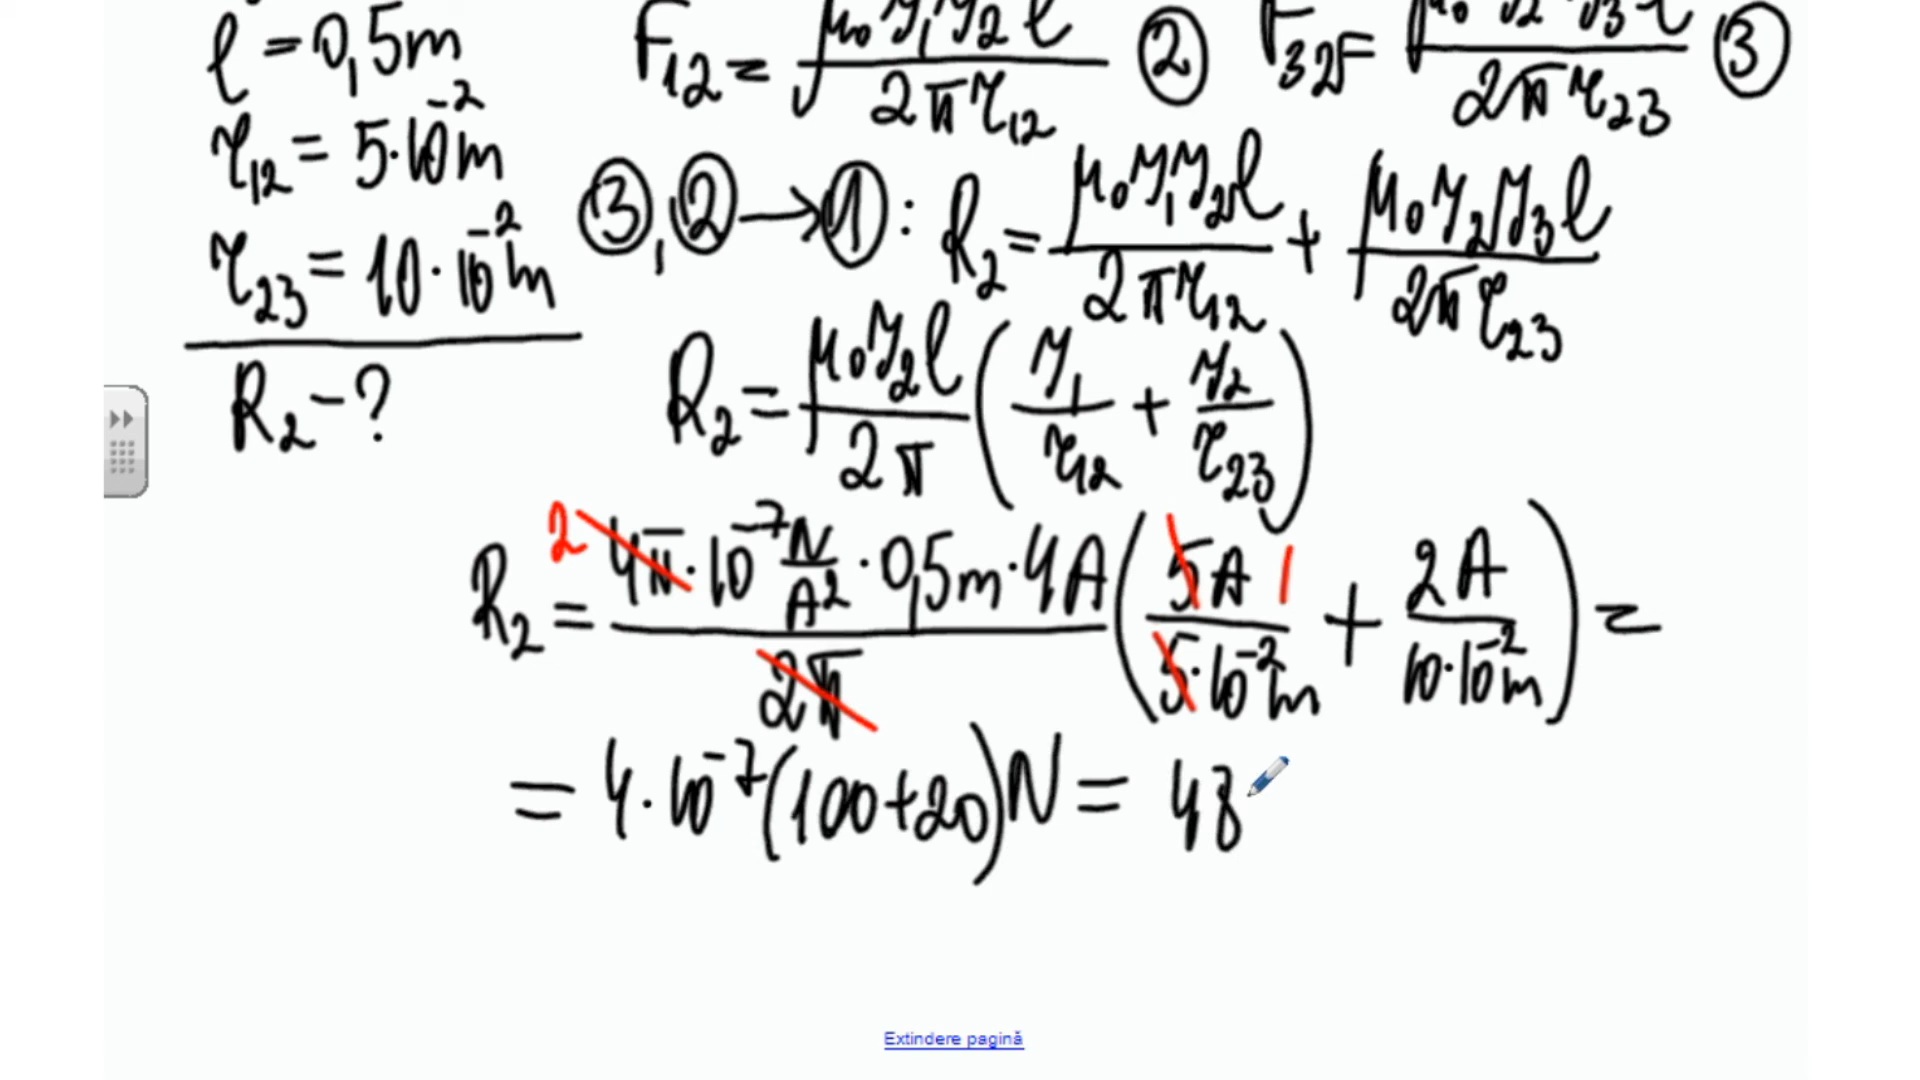 l = 0,5m
F₁₂ = μ₀ I₁ I₂ l / 2π r₁₂ ②
F₃₂ = μ₀ I₂ I₃ l / 2π r₂₃ ③
r₁₂ = 5·10⁻² m
③, ② → ① : R₂ = μ₀ I₁ I₂ l / 2π r₁₂ + μ₀ I₂ I₃ l / 2π r₂₃
r₂₃ = 10·10⁻² m
R₂ - ?
R₂ = μ₀ I₂ l / 2π ( I₁ / r₁₂ + I₂ / r₂₃ )
R₂ = 2 4π·10⁻⁷ N/A² · 0,5m · 4A / 2π ( 5A 1 / 5·10⁻² m + 2A / 10·10⁻² m ) =
= 4·10⁻⁷ (100+20) N = 48
Extindere pagină